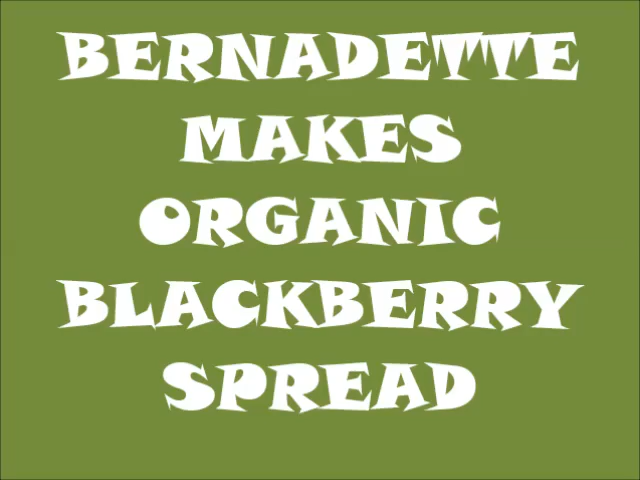 BERNADETTE
MAKES
ORGANIC
BLACKBERRY
SPREAD